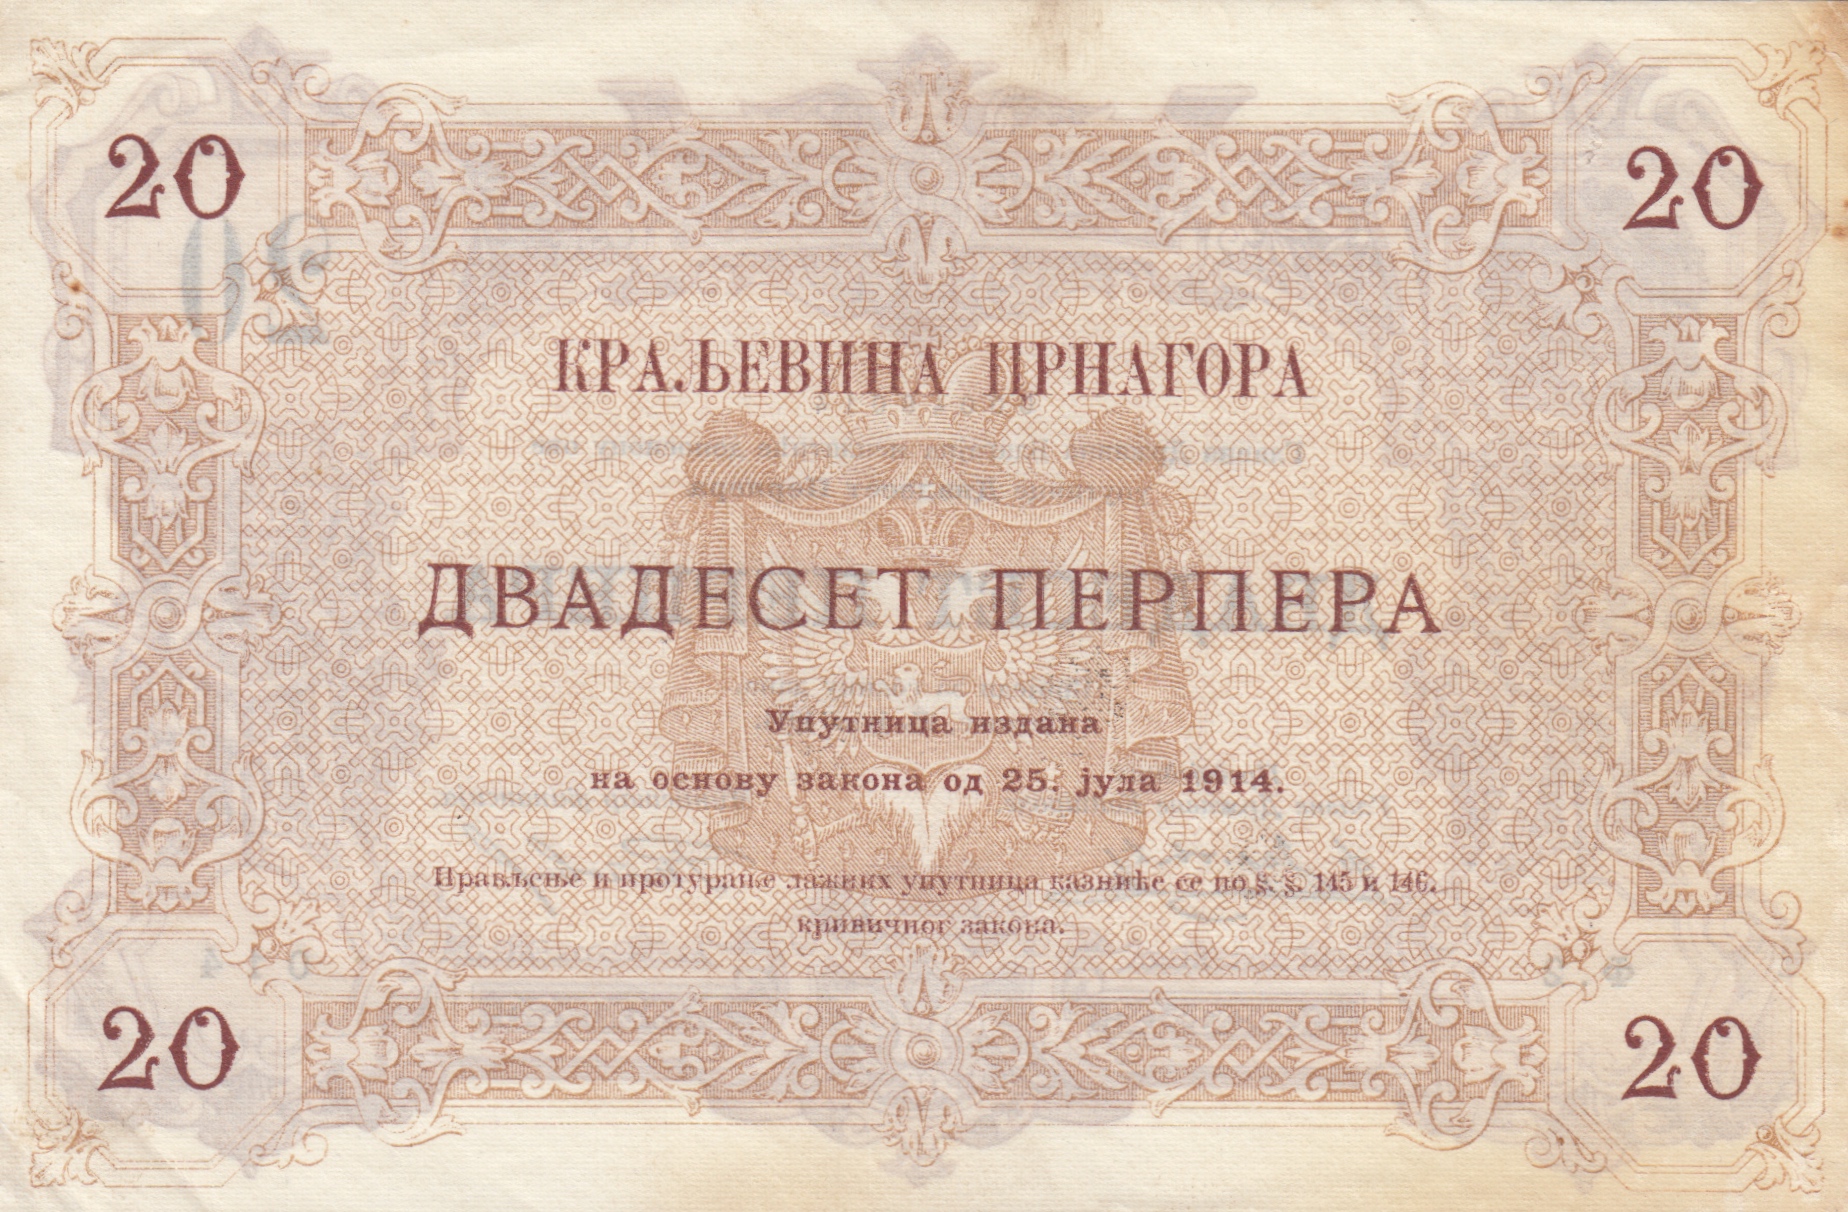 20
20
КРАЉЕВИНА ЦРНАГОРА
ДВАДЕСЕТ ПЕРПЕРА
Упутница издана
на основу закона од 25. јула 1914.
Прављење и протурање лажних упутница казниће се по §. §. 145 и 146.
кривичног закона.
20
20